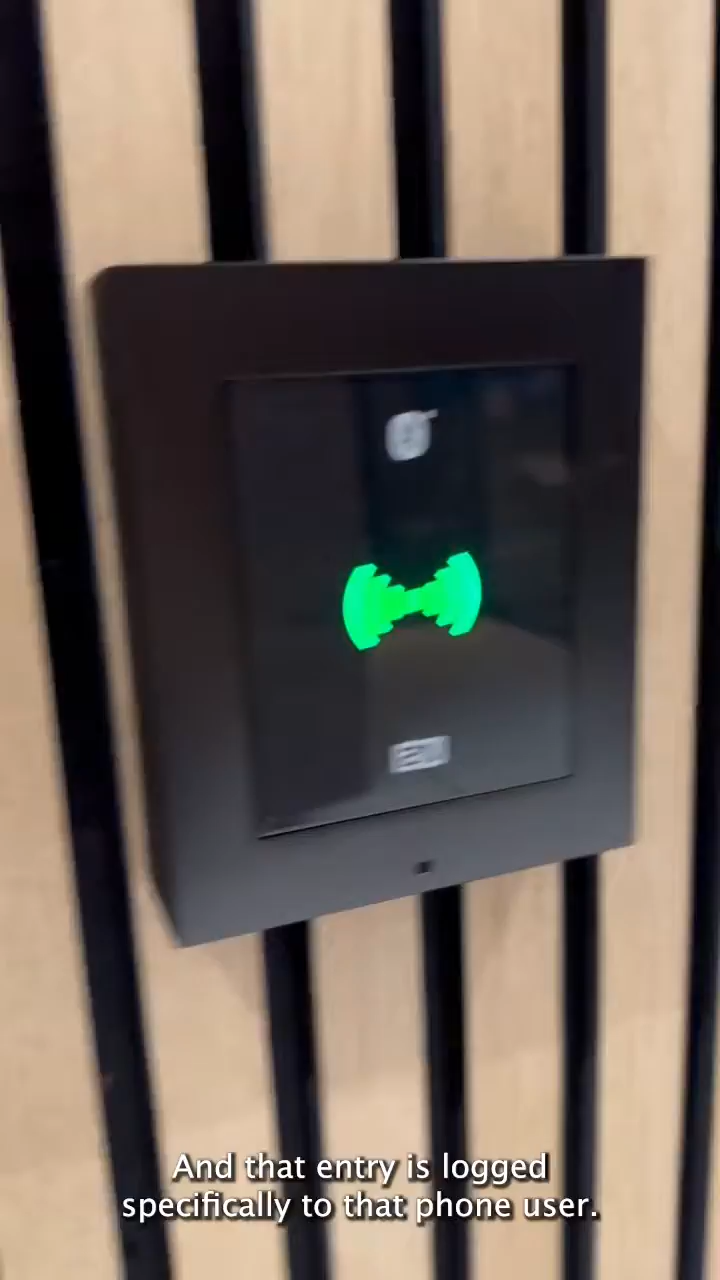 And that entry is logged
specifically to that phone user.